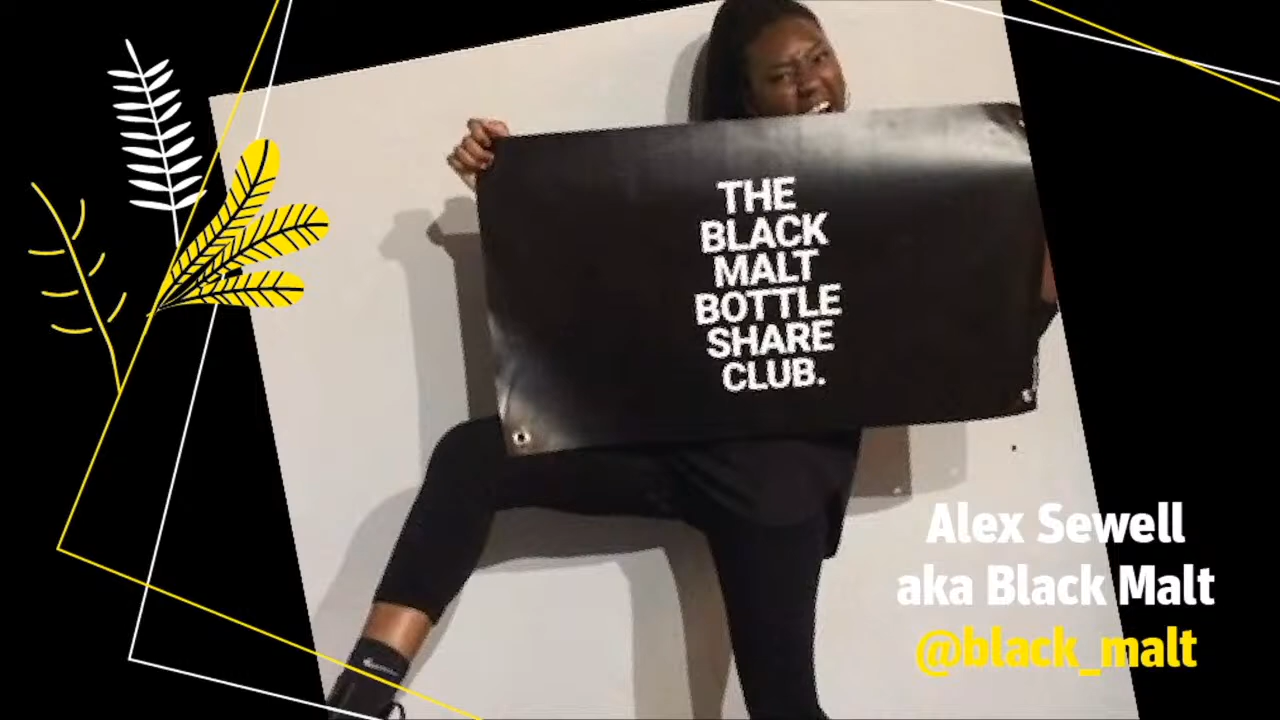 THE
BLACK
MALT
BOTTLE
SHARE
CLUB.
Alex Sewell
aka Black Malt
@black_malt